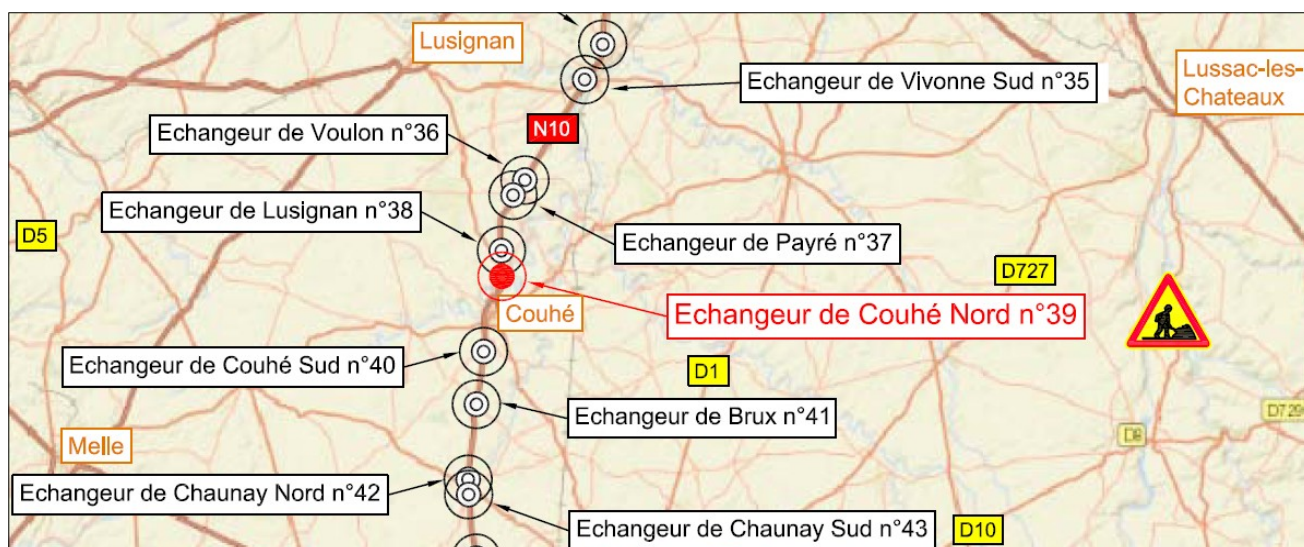 Lusignan
Echangeur de Vivonne Sud n°35
Lussac-les-
Chateaux
N10
Echangeur de Voulon n°36
Echangeur de Lusignan n°38
D5
Echangeur de Payré n°37
D727
Couhé
Echangeur de Couhé Nord n°39
Echangeur de Couhé Sud n°40
D1
Echangeur de Brux n°41
D729
D8
Melle
Echangeur de Chaunay Nord n°42
Echangeur de Chaunay Sud n°43
D10